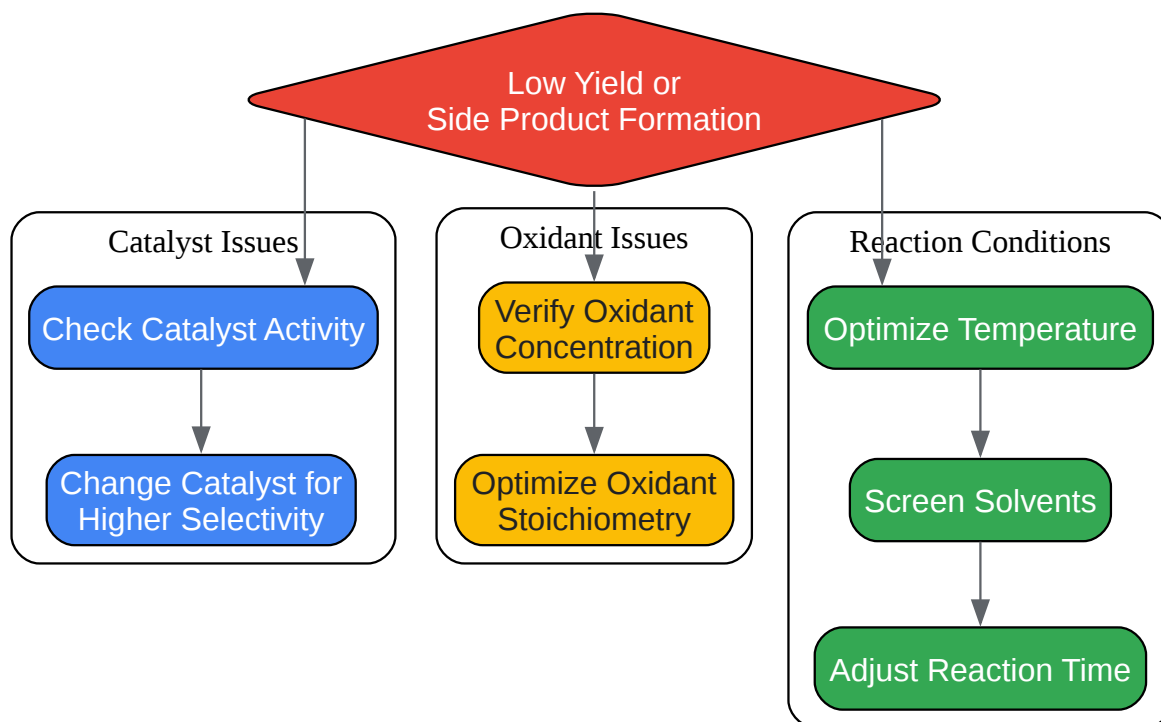 Low Yield or
Side Product Formation
Catalyst Issues
Check Catalyst Activity
Change Catalyst for
Higher Selectivity
Oxidant Issues
Verify Oxidant
Concentration
Optimize Oxidant
Stoichiometry
Reaction Conditions
Optimize Temperature
Screen Solvents
Adjust Reaction Time